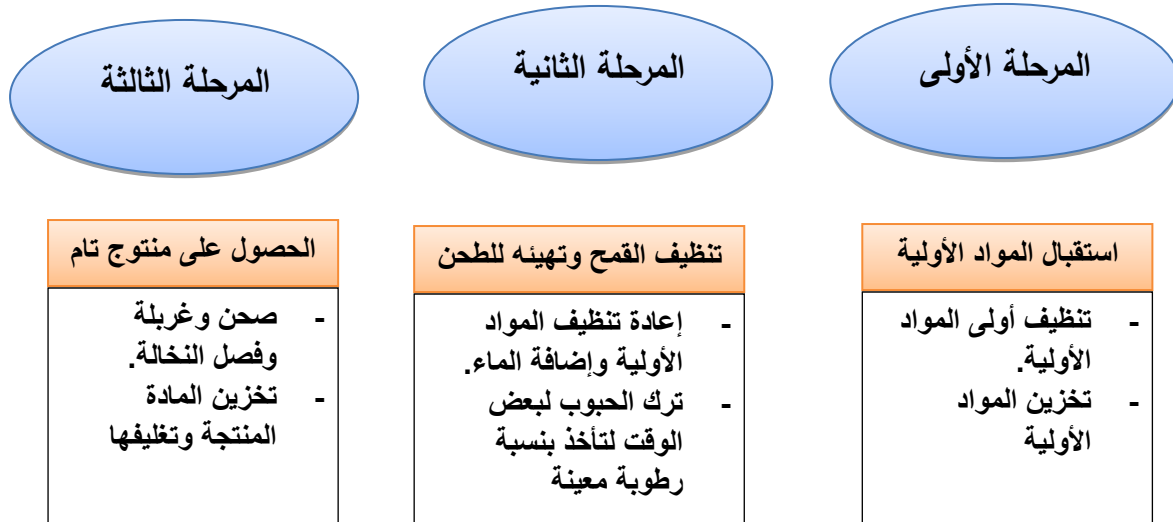 المرحلة الأولى
المرحلة الثانية
المرحلة الثالثة
استقبال المواد الأولية
- تنظيف أولى المواد
الأولية.
- تخزين المواد
الأولية
تنظيف القمح وتهيئه للطحن
- إعادة تنظيف المواد
الأولية وإضافة الماء.
- ترك الحبوب لبعض
الوقت لتأخذ بنسبة
رطوبة معينة
الحصول على منتوج تام
- صحن وغربلة
وفصل النخالة.
- تخزين المادة
المنتجة وتغليفها